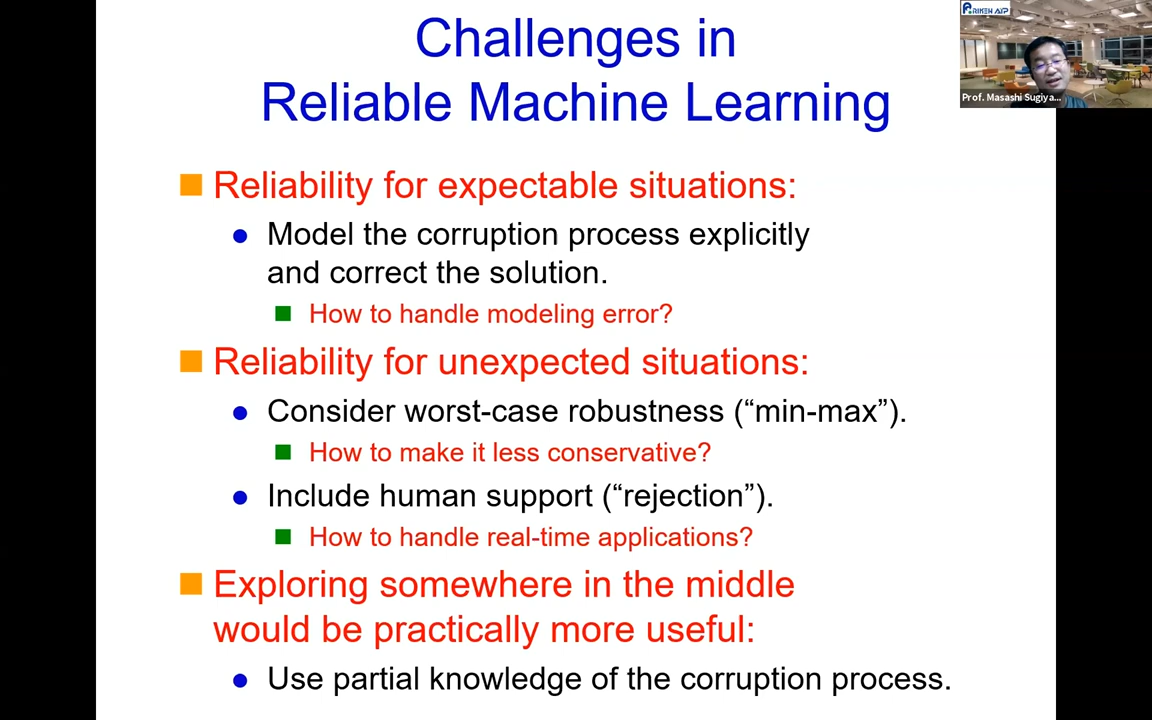 Challenges in
Reliable Machine Learning
RIKEN AIP
Prof. Masashi Sugiya...
Reliability for expectable situations:
Model the corruption process explicitly
and correct the solution.
How to handle modeling error?
Reliability for unexpected situations:
Consider worst-case robustness (“min-max”).
How to make it less conservative?
Include human support (“rejection”).
How to handle real-time applications?
Exploring somewhere in the middle
would be practically more useful:
Use partial knowledge of the corruption process.